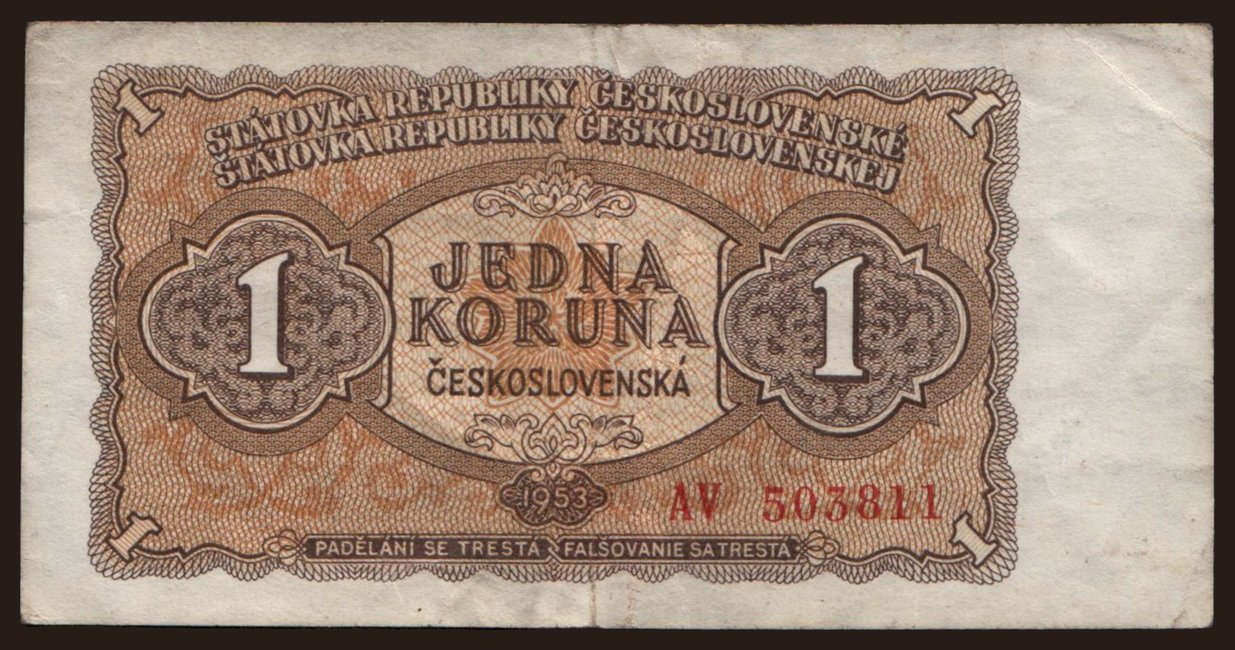 1 1
STÁTOVKA REPUBLIKY ČESKOSLOVENSKÉ
ŠTÁTOVKA REPUBLIKY ČESKOSLOVENSKEJ
1 JEDNA 1
KORUNA
ČESKOSLOVENSKÁ
1953
AV 503811
1 1
PADĚLÁNÍ SE TRESTÁ FALŠOVANIE SA TRESTÁ